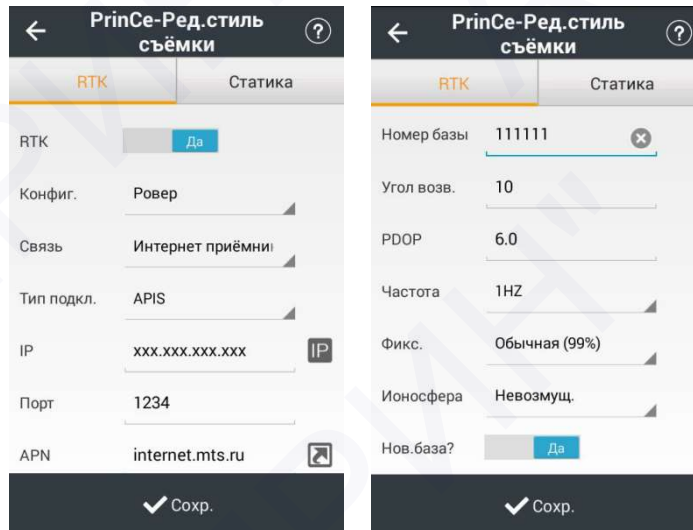 PrinCe-Ред.стиль
съёмки
?
RTK
Статика
RTK Да
Конфиг. Ровер
Связь Интернет приёмни
Тип подкл. APIS
IP xxx.xxx.xxx.xxx IP
Порт 1234
APN internet.mts.ru
Сохр.
PrinCe-Ред.стиль
съёмки
?
RTK
Статика
Номер базы 111111
Угол возв. 10
PDOP 6.0
Частота 1HZ
Фикс. Обычная (99%)
Ионосфера Невозмущ.
Нов.база? Да
Сохр.